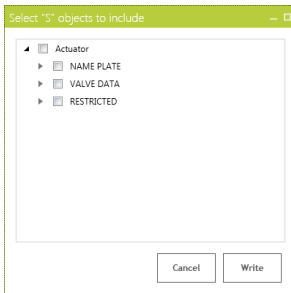 Select "S" objects to include
Actuator
NAME PLATE
VALVE DATA
RESTRICTED
Cancel Write